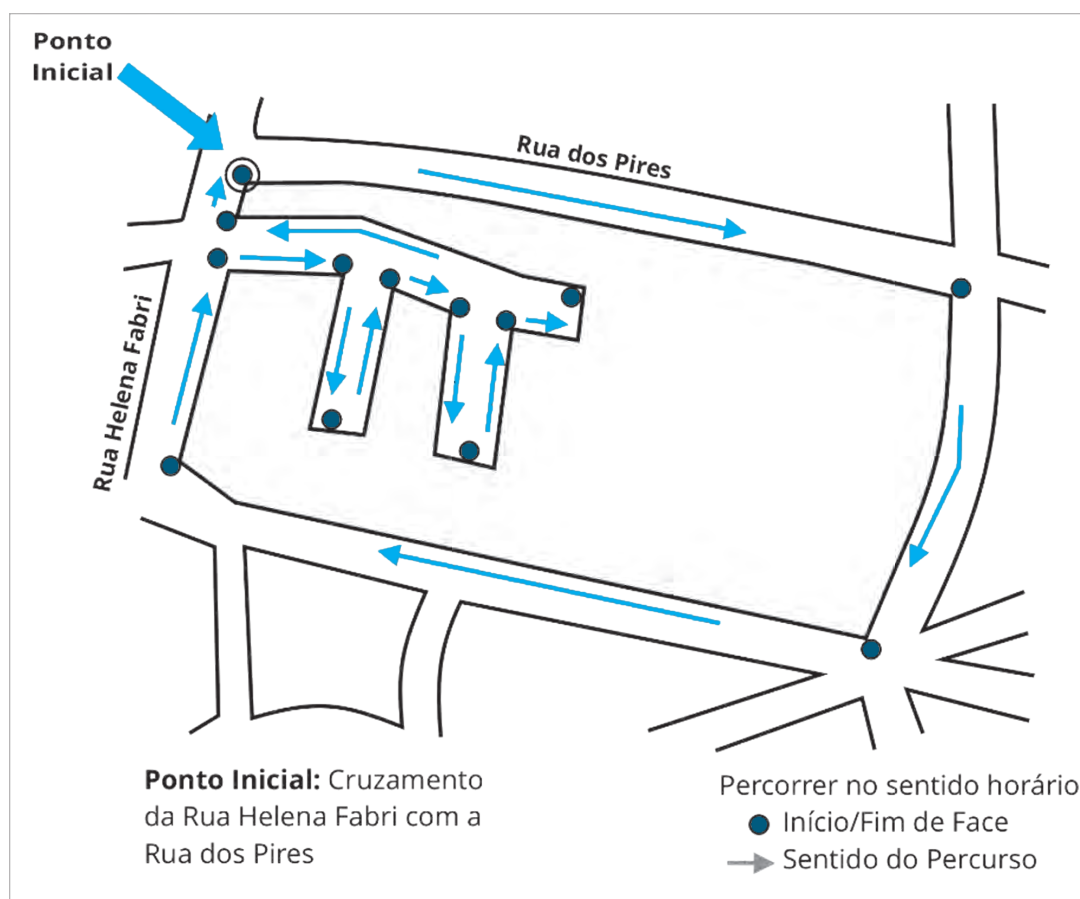 Ponto
Inicial
Rua dos Pires
Rua Helena Fabri
Ponto Inicial: Cruzamento
da Rua Helena Fabri com a
Rua dos Pires
Percorrer no sentido horário
Início/Fim de Face
Sentido do Percurso